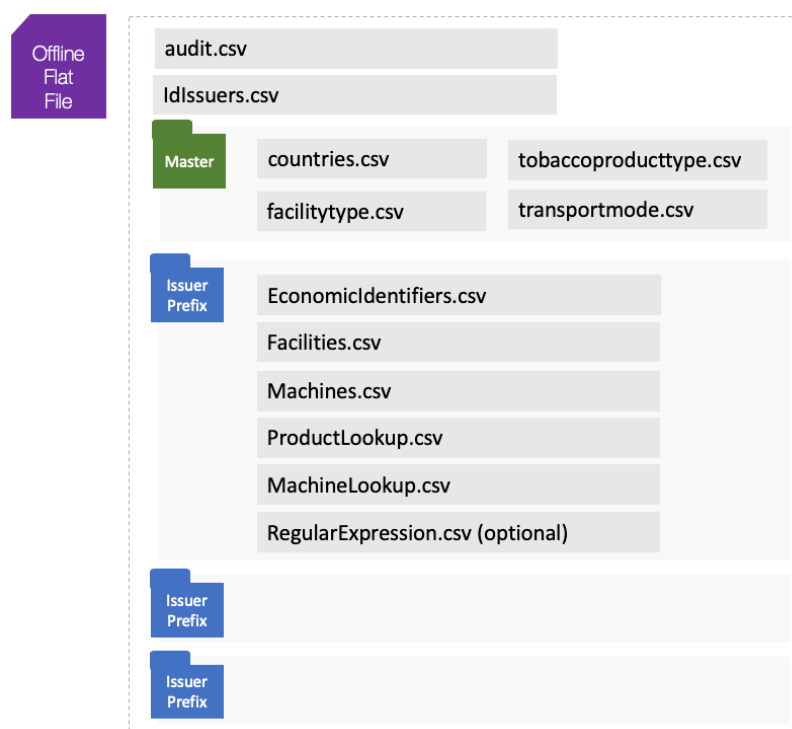 Offline
Flat
File
audit.csv
IdIssuers.csv
Master
countries.csv
tobaccoproducttype.csv
facilitytype.csv
transportmode.csv
Issuer
Prefix
EconomicIdentifiers.csv
Facilities.csv
Machines.csv
ProductLookup.csv
MachineLookup.csv
RegularExpression.csv (optional)
Issuer
Prefix
Issuer
Prefix